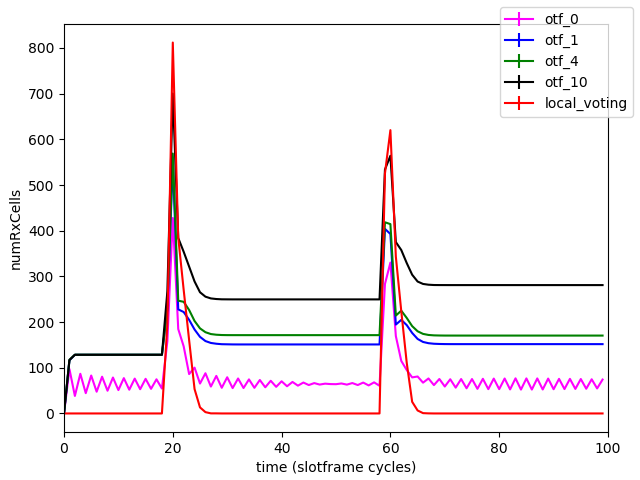 otf_0
otf_1
otf_4
otf_10
local_voting
numRxCells
800
700
600
500
400
300
200
100
0
0 20 40 60 80 100
time (slotframe cycles)